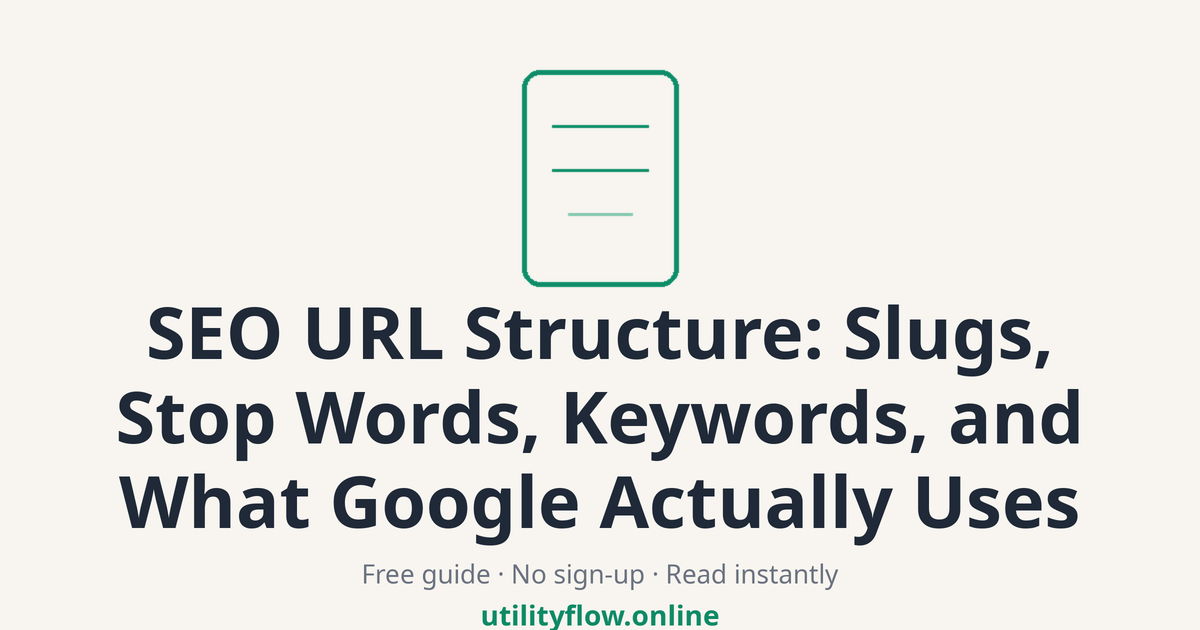 SEO URL Structure: Slugs,
Stop Words, Keywords, and
What Google Actually Uses
Free guide · No sign-up · Read instantly
utilityflow.online